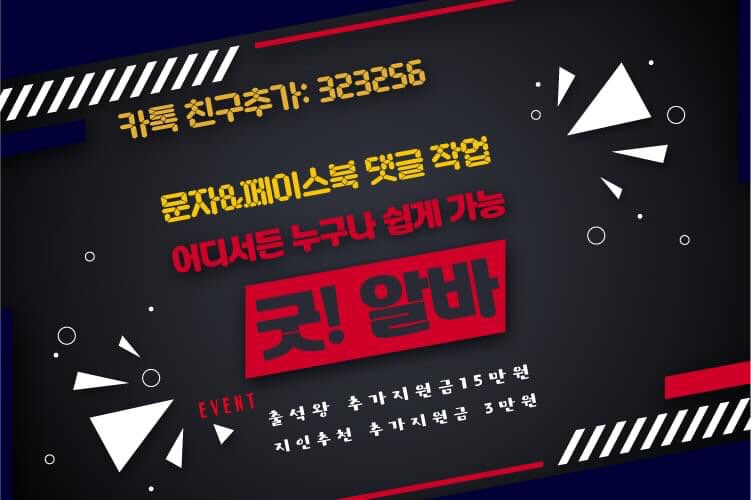 카톡 친구추가: 323256
문자&페이스북 댓글 작업
어디서든 누구나 쉽게 가능
굿! 알바
EVENT
출석왕 추가지원금15만원
지인추천 추가지원금 3만원